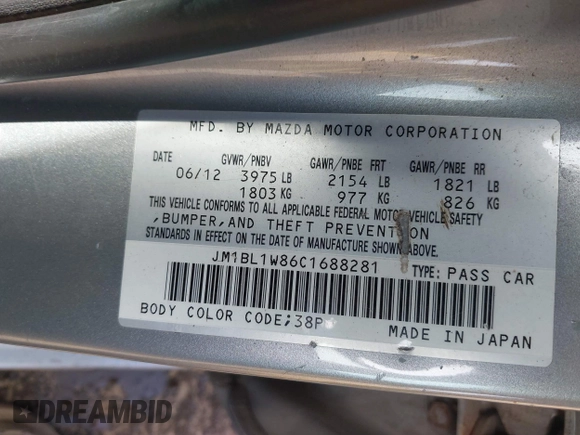 MFD. BY MAZDA MOTOR CORPORATION
DATE GVWR/PNBV GAWR/PNBE FRT GAWR/PNBE RR
06/12 3975 LB 2154 LB 1821 LB
1803 KG 977 KG 826 KG
THIS VEHICLE CONFORMS TO ALL APPLICABLE FEDERAL MOTOR VEHICLE SAFETY
,BUMPER,AND THEFT PREVENTION
STANDARDS IN EFFECT ON THE DATE OF MANUFACTURE SHOWN ABOVE.
JM1BL1W86C1688281 TYPE: PASS CAR
BODY COLOR CODE;38P
MADE IN JAPAN
DREAMBID